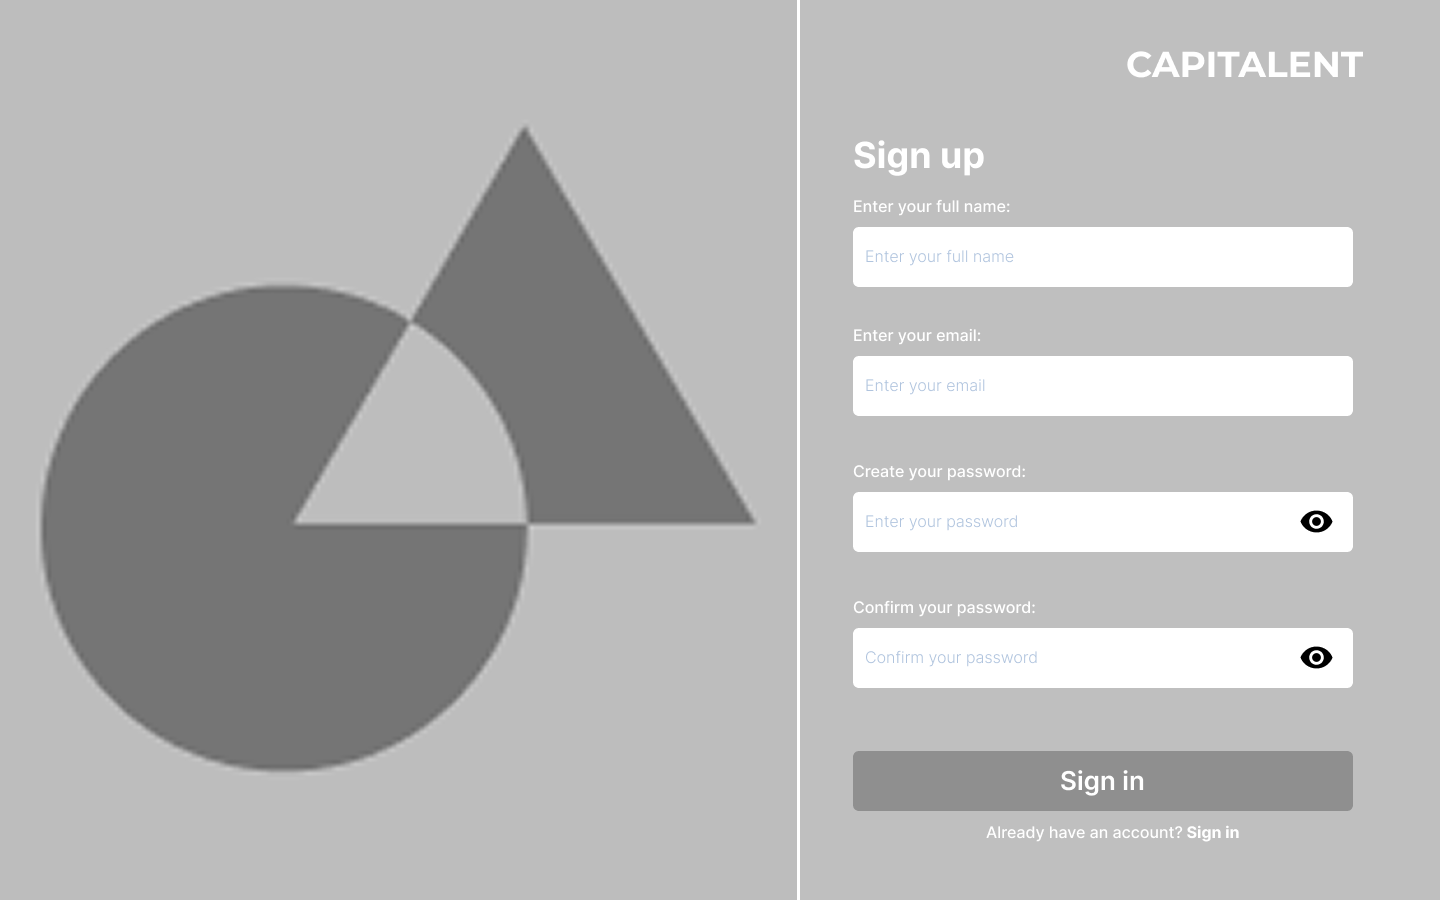 CAPITALENT
Sign up
Enter your full name:
Enter your full name
Enter your email:
Enter your email
Create your password:
Enter your password
Confirm your password:
Confirm your password
Sign in
Already have an account? Sign in